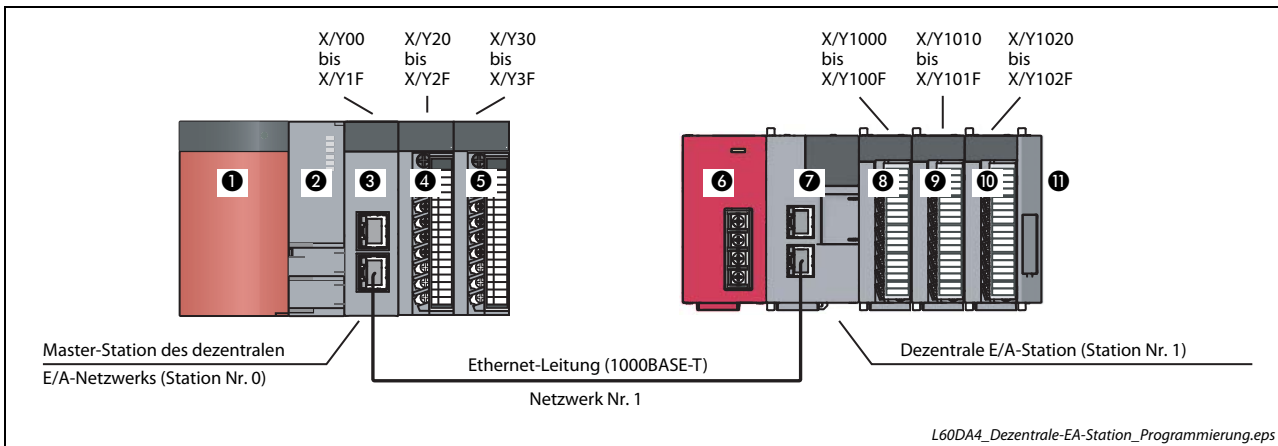 X/Y00 X/Y20 X/Y30 X/Y1000 X/Y1010 X/Y1020
bis bis bis bis bis bis
X/Y1F X/Y2F X/Y3F X/Y100F X/Y101F X/Y102F
❶ ❷ ❸ ❹ ❺ ❻ ❼ ❽ ❾ ❿ ⓫
Master-Station des dezentralen
E/A-Netzwerks (Station Nr. 0)
Ethernet-Leitung (1000BASE-T)
Netzwerk Nr. 1
Dezentrale E/A-Station (Station Nr. 1)
L60DA4_Dezentrale-EA-Station_Programmierung.eps